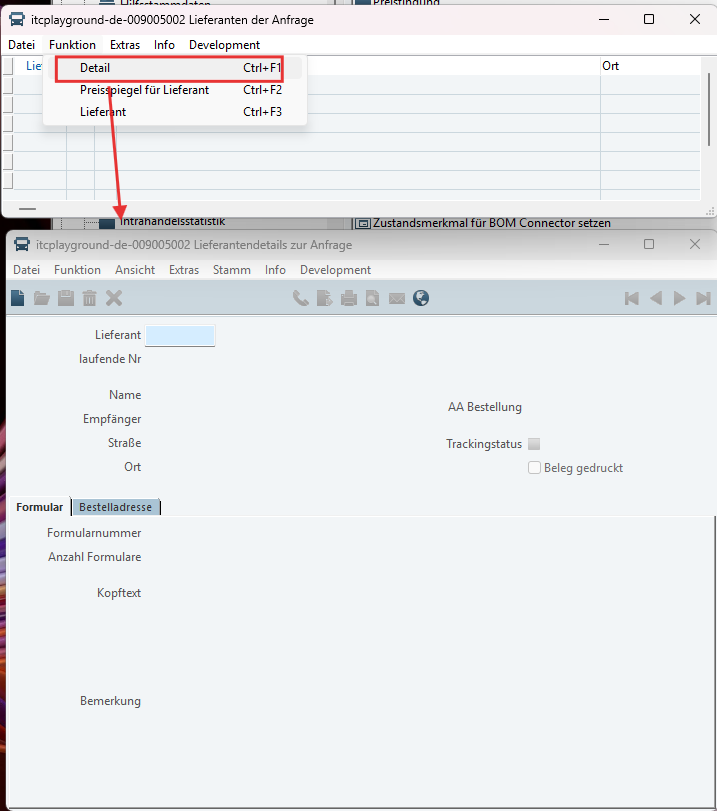 Hilfsstammdaten
Preisfindung
itcplayground-de-009005002 Lieferanten der Anfrage
Datei Funktion Extras Info Development
Lie
Ort
Detail Ctrl+F1
Preisspiegel für Lieferant Ctrl+F2
Lieferant Ctrl+F3
Intrahandelsstatistik
Zustandsmerkmal für BOM Connector setzen
itcplayground-de-009005002 Lieferantendetails zur Anfrage
Datei Funktion Ansicht Extras Stamm Info Development
Lieferant
laufende Nr
Name
AA Bestellung
Empfänger
Straße
Trackingstatus
Ort
Beleg gedruckt
Formular Bestelladresse
Formularnummer
Anzahl Formulare
Kopftext
Bemerkung